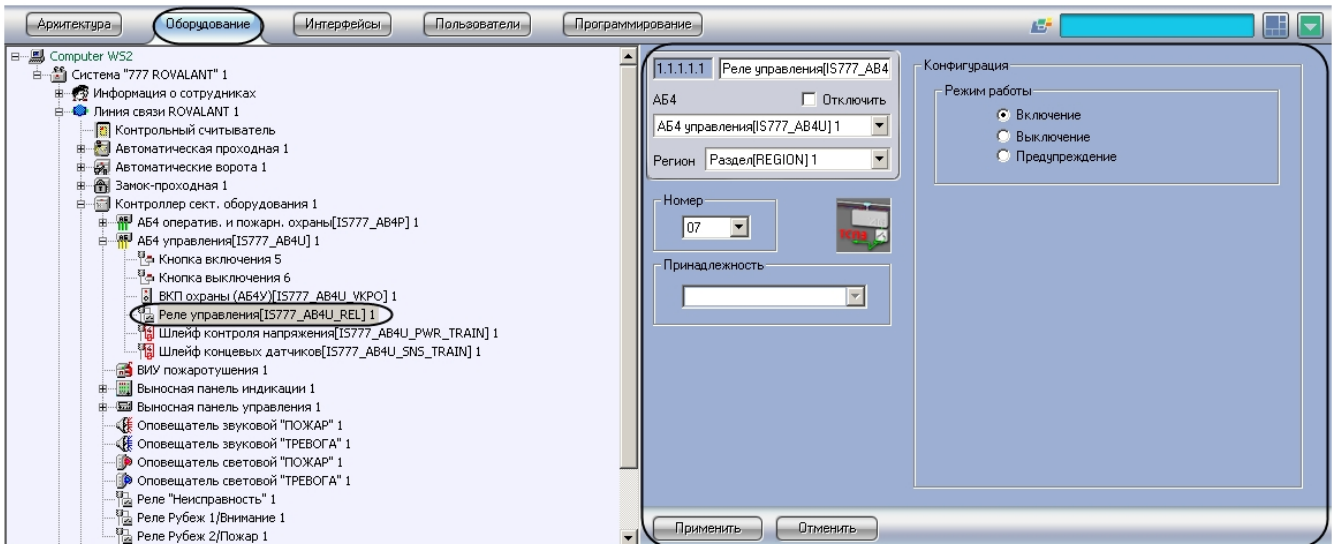 Архитектура Оборудование Интерфейсы Пользователи Программирование
Computer WS2
Система "777 ROVALANT" 1
Информация о сотрудниках
Линия связи ROVALANT 1
Контрольный считыватель
Автоматическая проходная 1
Автоматические ворота 1
Замок-проходная 1
Контроллер сект. оборудования 1
АБ4 оператив. и пожарн. охраны[IS777_AB4P] 1
АБ4 управления[IS777_AB4U] 1
Кнопка включения 5
Кнопка выключения 6
ВКП охраны (АБ4У)[IS777_AB4U_VKPO] 1
Реле управления[IS777_AB4U_REL] 1
Шлейф контроля напряжения[IS777_AB4U_PWR_TRAIN] 1
Шлейф концевых датчиков[IS777_AB4U_SNS_TRAIN] 1
ВИУ пожаротушения 1
Выносная панель индикации 1
Выносная панель управления 1
Оповещатель звуковой "ПОЖАР" 1
Оповещатель звуковой "ТРЕВОГА" 1
Оповещатель световой "ПОЖАР" 1
Оповещатель световой "ТРЕВОГА" 1
Реле "Неисправность" 1
Реле Рубеж 1/Внимание 1
Реле Рубеж 2/Пожар 1
1.1.1.1.1 Реле управления[IS777_AB4
АБ4 Отключить
АБ4 управления[IS777_AB4U] 1
Регион Раздел[REGION] 1
Номер
07
Принадлежность
Конфигурация
Режим работы
Включение
Выключение
Предупреждение
Применить Отменить